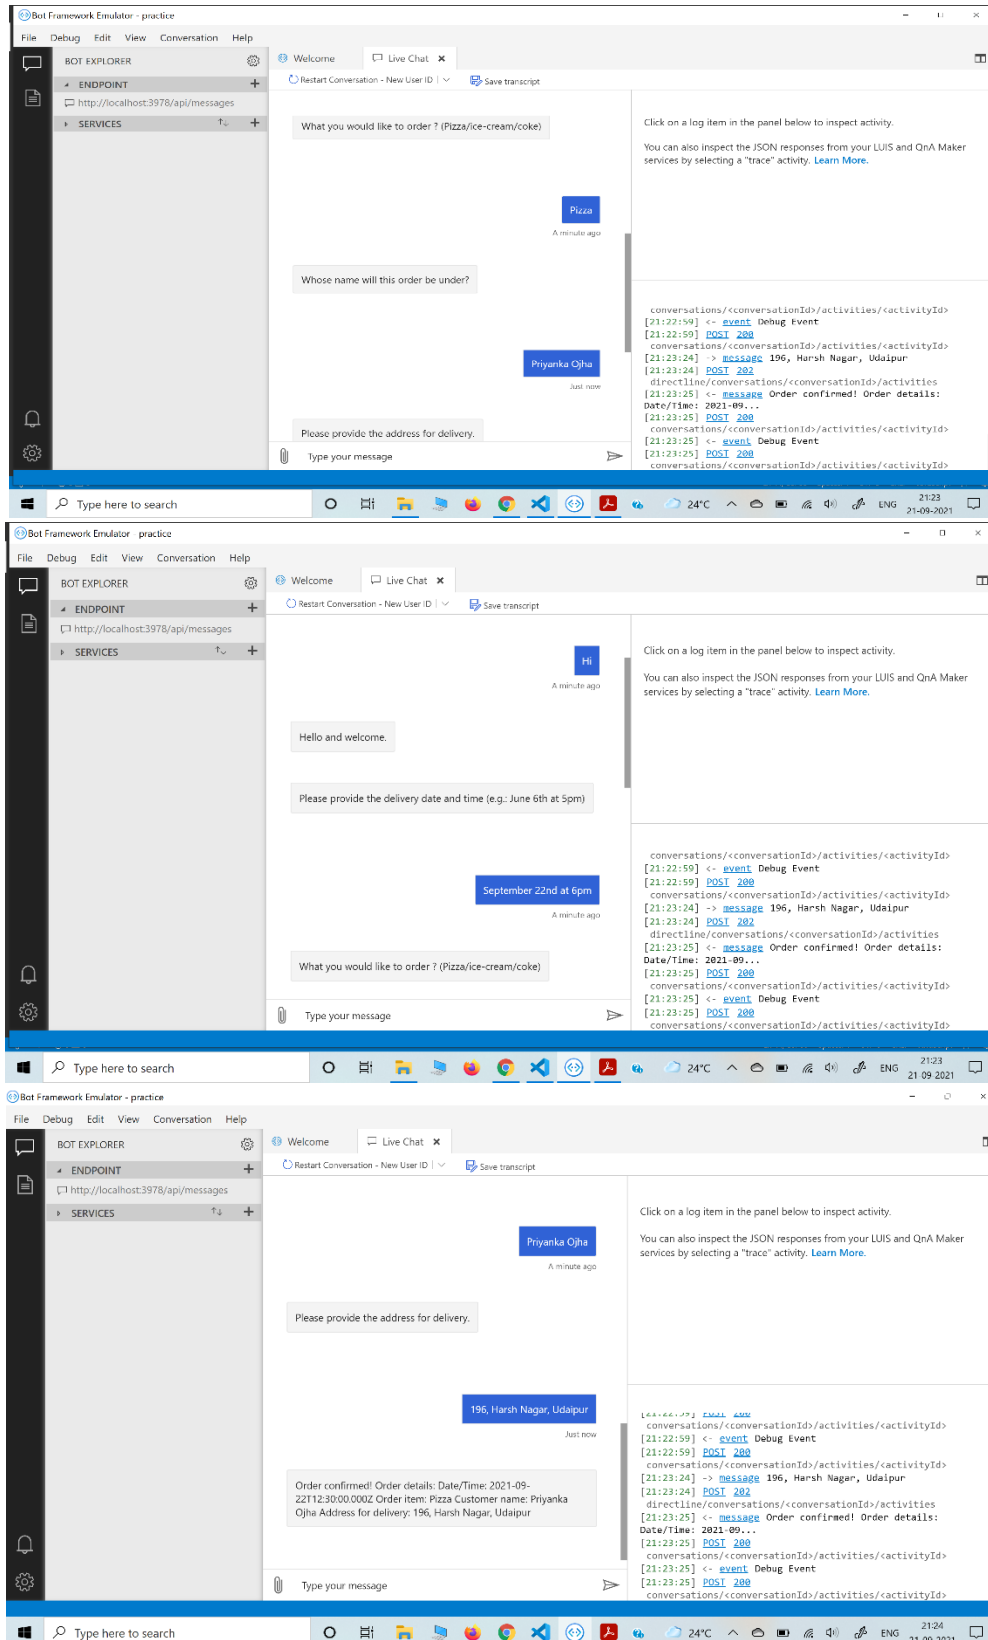 Bot Framework Emulator - practice
File Debug Edit View Conversation Help
BOT EXPLORER
Welcome
Live Chat
ENDPOINT
Restart Conversation - New User ID
Save transcript
http://localhost:3978/api/messages
SERVICES
What you would like to order ? (Pizza/ice-cream/coke)
Pizza
A minute ago
Whose name will this order be under?
Priyanka Ojha
Just now
Please provide the address for delivery.
Type your message
Click on a log item in the panel below to inspect activity.
You can also inspect the JSON responses from your LUIS and QnA Maker
services by selecting a "trace" activity. Learn More.
conversations/<conversationId>/activities/<activityId>
[21:22:59] <- event Debug Event
[21:22:59] POST 200
conversations/<conversationId>/activities/<activityId>
[21:23:24] -> message 196, Harsh Nagar, Udaipur
[21:23:24] POST 202
directline/conversations/<conversationId>/activities
[21:23:25] <- message Order confirmed! Order details:
Date/Time: 2021-09...
[21:23:25] POST 200
conversations/<conversationId>/activities/<activityId>
[21:23:25] <- event Debug Event
[21:23:25] POST 200
conversations/<conversationId>/activities/<activityId>
Type here to search
24°C
ENG
21:23
21-09-2021
Bot Framework Emulator - practice
File Debug Edit View Conversation Help
BOT EXPLORER
Welcome
Live Chat
ENDPOINT
Restart Conversation - New User ID
Save transcript
http://localhost:3978/api/messages
SERVICES
Hi
A minute ago
Hello and welcome.
Please provide the delivery date and time (e.g.: June 6th at 5pm)
September 22nd at 6pm
A minute ago
What you would like to order ? (Pizza/ice-cream/coke)
Type your message
Click on a log item in the panel below to inspect activity.
You can also inspect the JSON responses from your LUIS and QnA Maker
services by selecting a "trace" activity. Learn More.
conversations/<conversationId>/activities/<activityId>
[21:22:59] <- event Debug Event
[21:22:59] POST 200
conversations/<conversationId>/activities/<activityId>
[21:23:24] -> message 196, Harsh Nagar, Udaipur
[21:23:24] POST 202
directline/conversations/<conversationId>/activities
[21:23:25] <- message Order confirmed! Order details:
Date/Time: 2021-09...
[21:23:25] POST 200
conversations/<conversationId>/activities/<activityId>
[21:23:25] <- event Debug Event
[21:23:25] POST 200
conversations/<conversationId>/activities/<activityId>
Type here to search
24°C
ENG
21:23
21-09-2021
Bot Framework Emulator - practice
File Debug Edit View Conversation Help
BOT EXPLORER
Welcome
Live Chat
ENDPOINT
Restart Conversation - New User ID
Save transcript
http://localhost:3978/api/messages
SERVICES
Priyanka Ojha
A minute ago
Please provide the address for delivery.
196, Harsh Nagar, Udaipur
Just now
Order confirmed! Order details: Date/Time: 2021-09-
22T12:30:00.000Z Order item: Pizza Customer name: Priyanka
Ojha Address for delivery: 196, Harsh Nagar, Udaipur
Type your message
Click on a log item in the panel below to inspect activity.
You can also inspect the JSON responses from your LUIS and QnA Maker
services by selecting a "trace" activity. Learn More.
[21:22:59] POST 200
conversations/<conversationId>/activities/<activityId>
[21:22:59] <- event Debug Event
[21:22:59] POST 200
conversations/<conversationId>/activities/<activityId>
[21:23:24] -> message 196, Harsh Nagar, Udaipur
[21:23:24] POST 202
directline/conversations/<conversationId>/activities
[21:23:25] <- message Order confirmed! Order details:
Date/Time: 2021-09...
[21:23:25] POST 200
conversations/<conversationId>/activities/<activityId>
[21:23:25] <- event Debug Event
[21:23:25] POST 200
conversations/<conversationId>/activities/<activityId>
Type here to search
24°C
ENG
21:24
21-09-2021